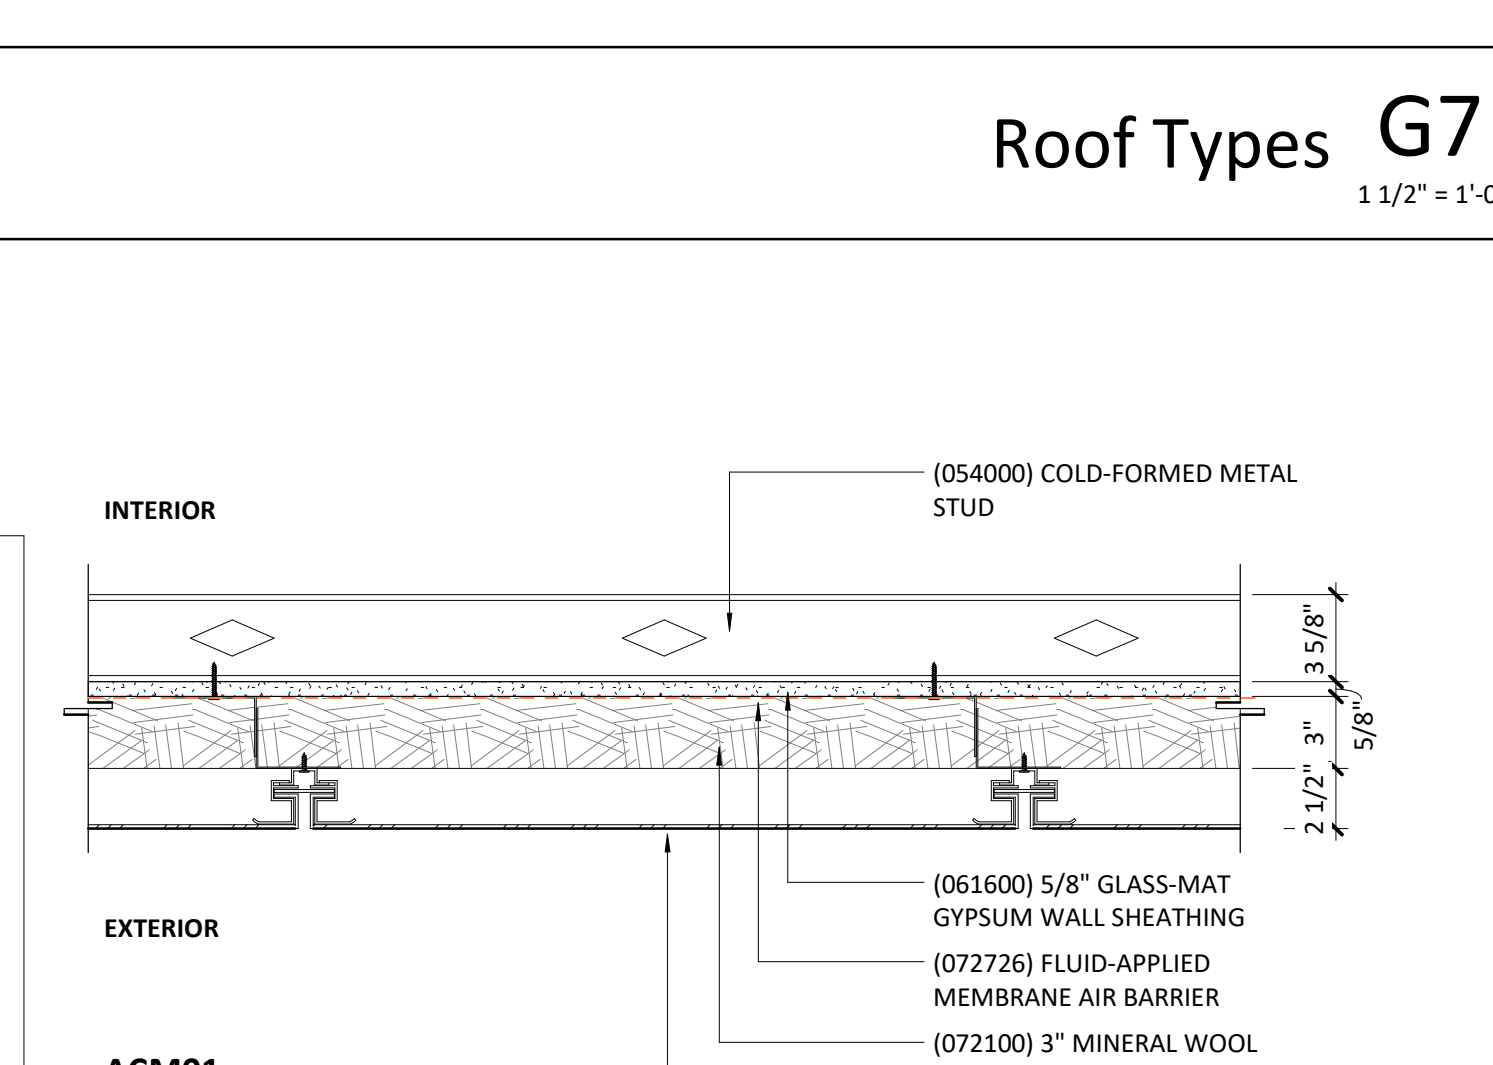 Roof Types G7
1 1/2" = 1'-0
(054000) COLD-FORMED METAL
STUD
INTERIOR
3 5/8"
5/8"
3"
2 1/2"
(061600) 5/8" GLASS-MAT
GYPSUM WALL SHEATHING
EXTERIOR
(072726) FLUID-APPLIED
MEMBRANE AIR BARRIER
(072100) 3" MINERAL WOOL
ACM01